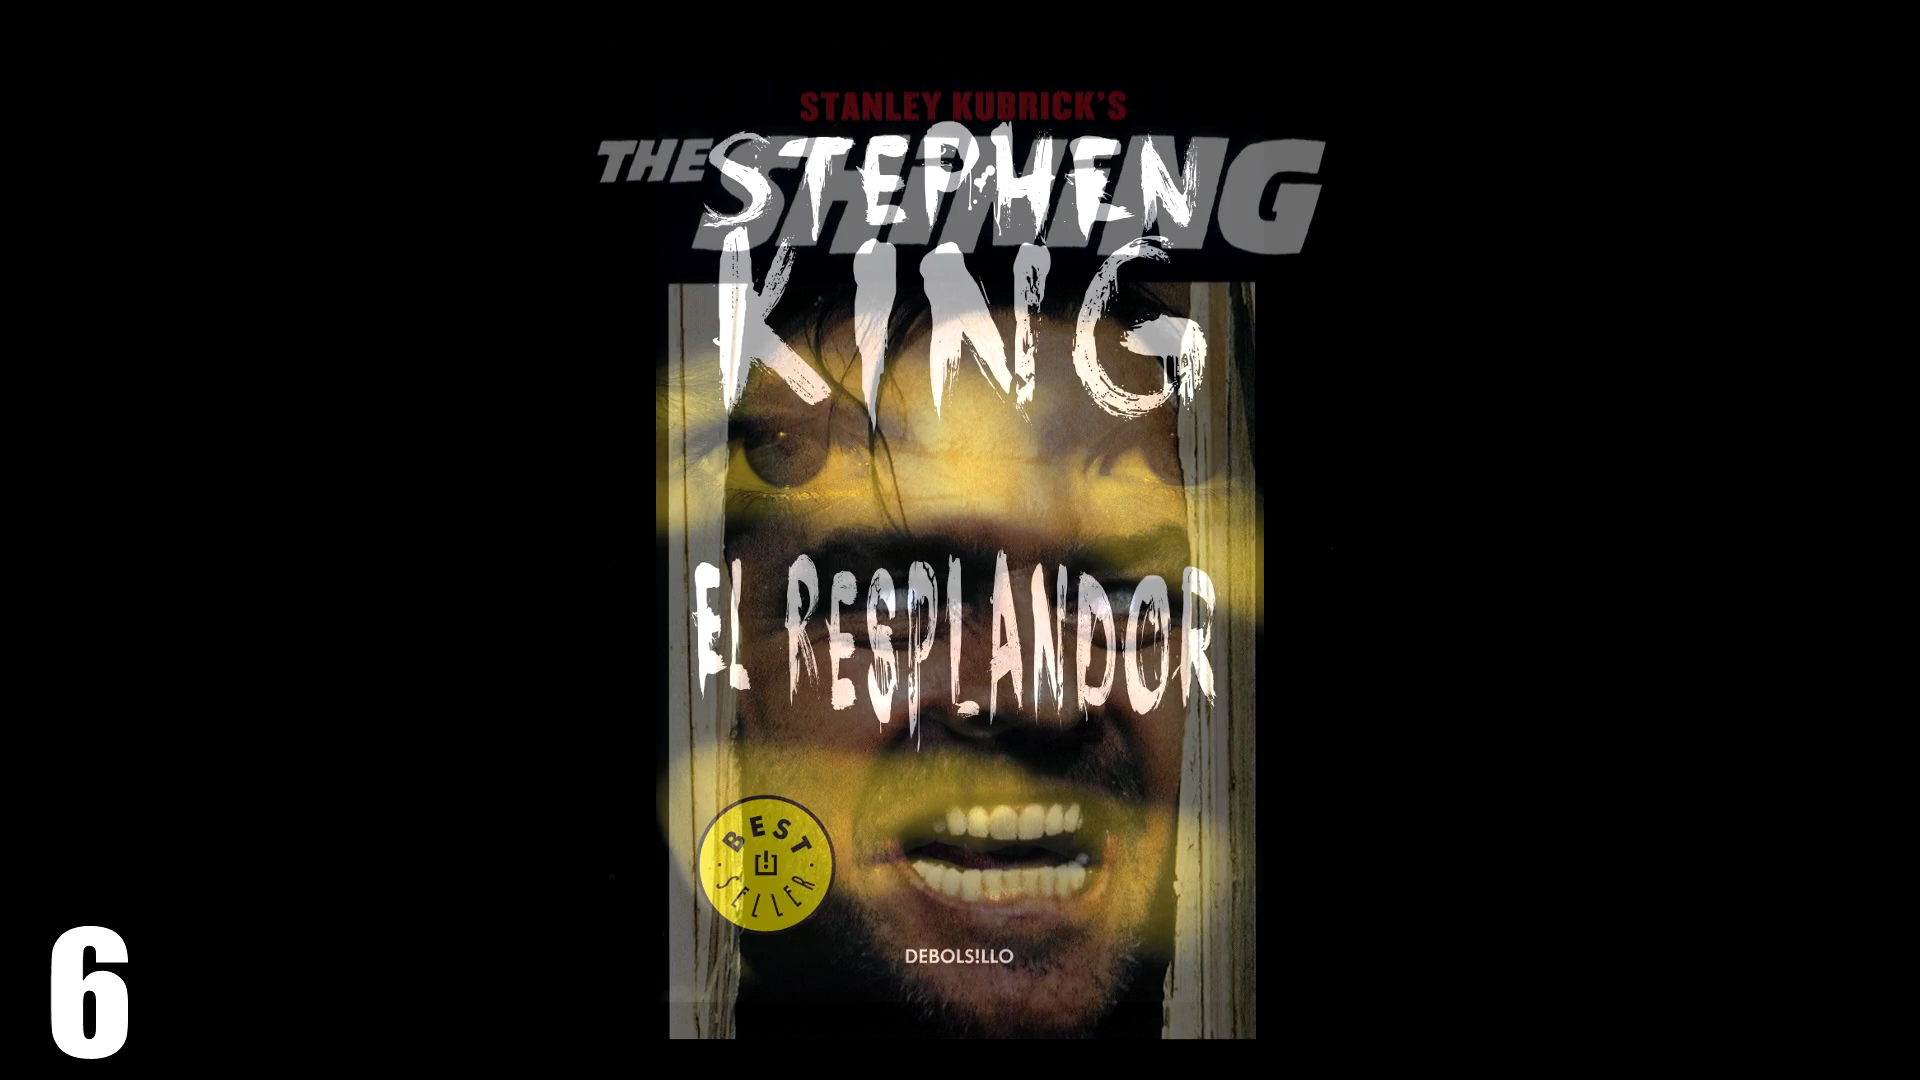 STANLEY KUBRICK'S
THE SHINING
STEPHEN
KING
EL RESPLANDOR
BEST
SELLER
DEBOLS!LLO
6